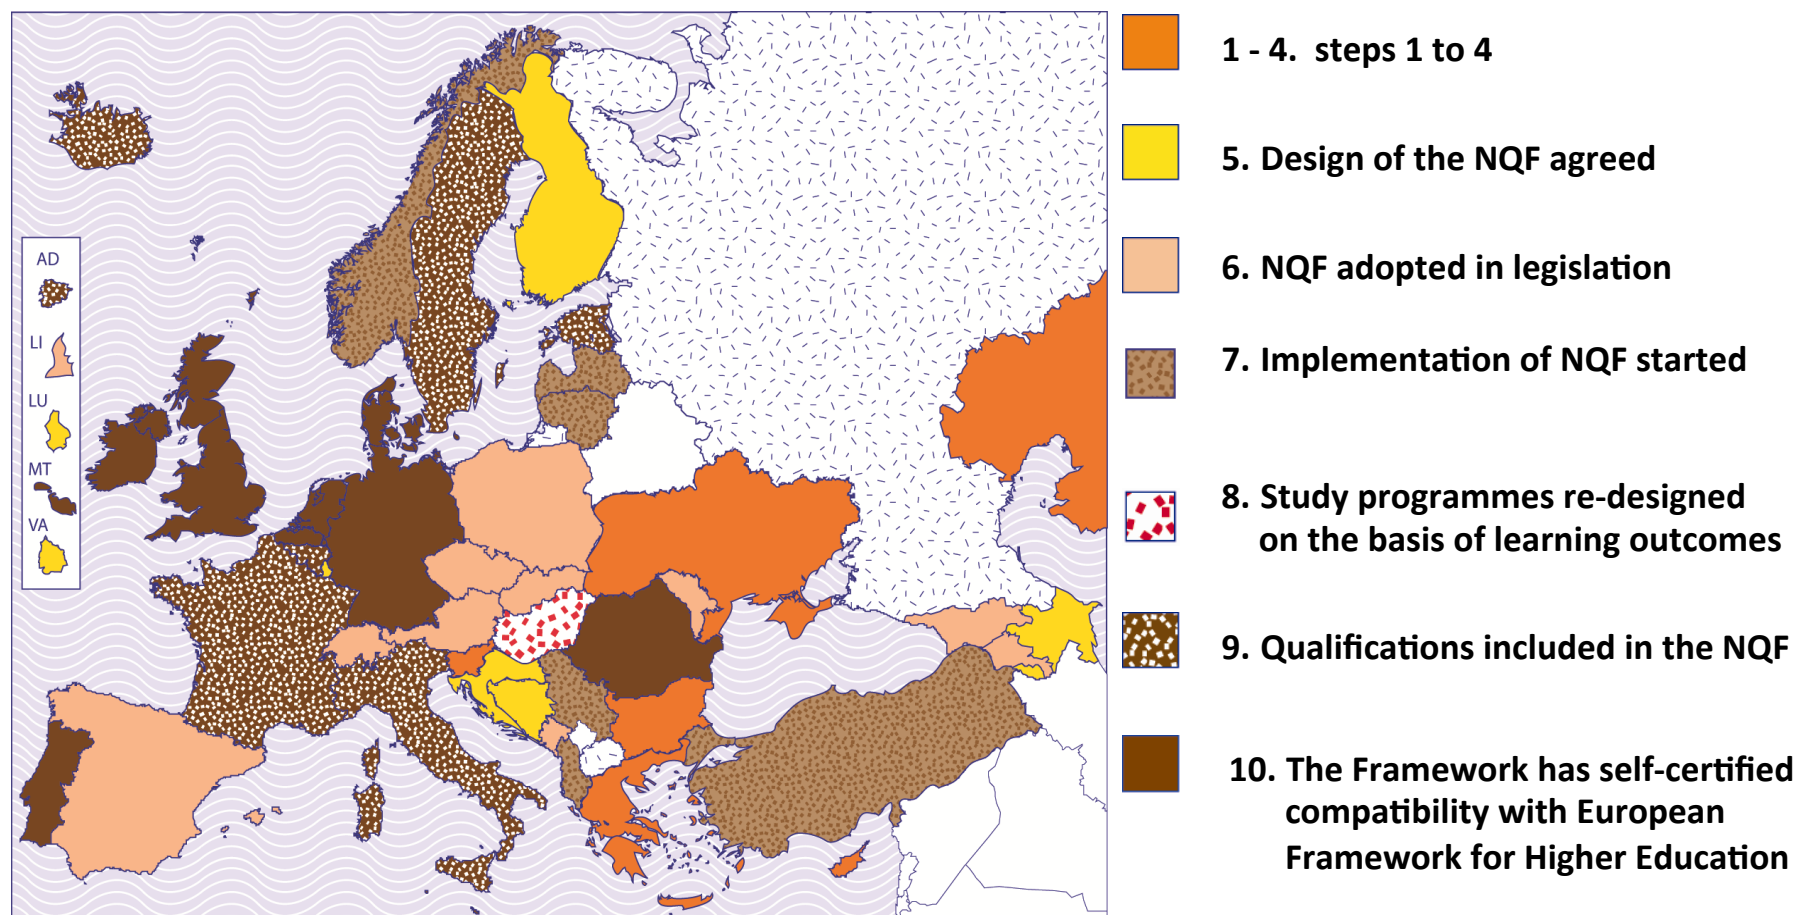 AD
LI
LU
MT
VA
1 - 4. steps 1 to 4
5. Design of the NQF agreed
6. NQF adopted in legislation
7. Implementation of NQF started
8. Study programmes re-designed
on the basis of learning outcomes
9. Qualifications included in the NQF
10. The Framework has self-certified
compatibility with European
Framework for Higher Education